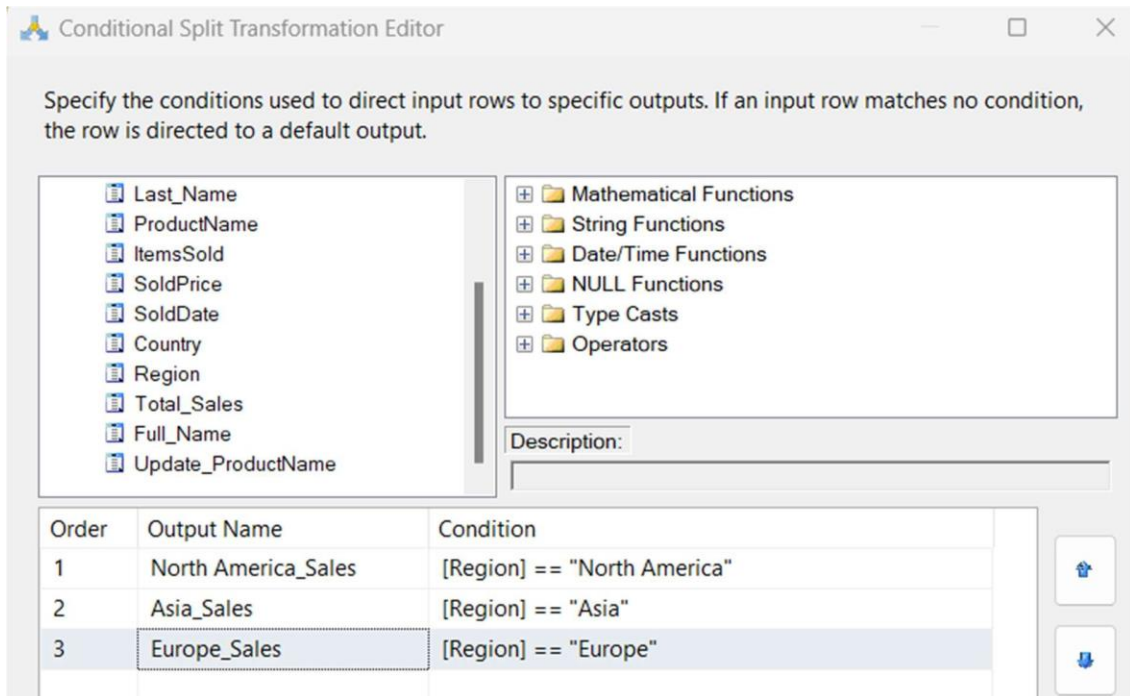 Conditional Split Transformation Editor
Specify the conditions used to direct input rows to specific outputs. If an input row matches no condition,
the row is directed to a default output.
Last_Name
ProductName
ItemsSold
SoldPrice
SoldDate
Country
Region
Total_Sales
Full_Name
Update_ProductName
Mathematical Functions
String Functions
Date/Time Functions
NULL Functions
Type Casts
Operators
Description:
Order Output Name Condition
1 North America_Sales [Region] == "North America"
2 Asia_Sales [Region] == "Asia"
3 Europe_Sales [Region] == "Europe"